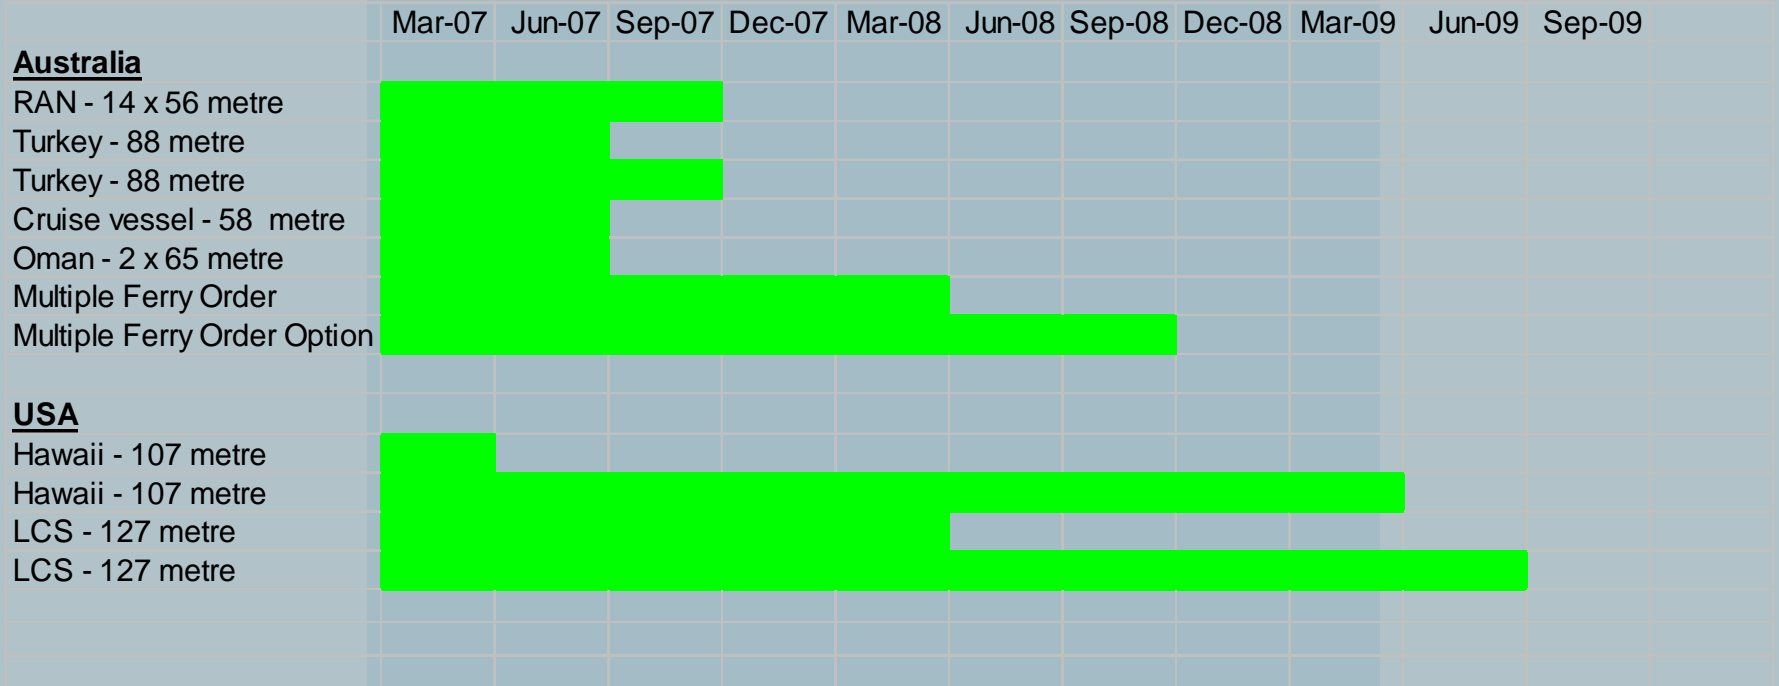 Mar-07 Jun-07 Sep-07 Dec-07 Mar-08 Jun-08 Sep-08 Dec-08 Mar-09 Jun-09 Sep-09
Australia
RAN - 14 x 56 metre
Turkey - 88 metre
Turkey - 88 metre
Cruise vessel - 58 metre
Oman - 2 x 65 metre
Multiple Ferry Order
Multiple Ferry Order Option
USA
Hawaii - 107 metre
Hawaii - 107 metre
LCS - 127 metre
LCS - 127 metre